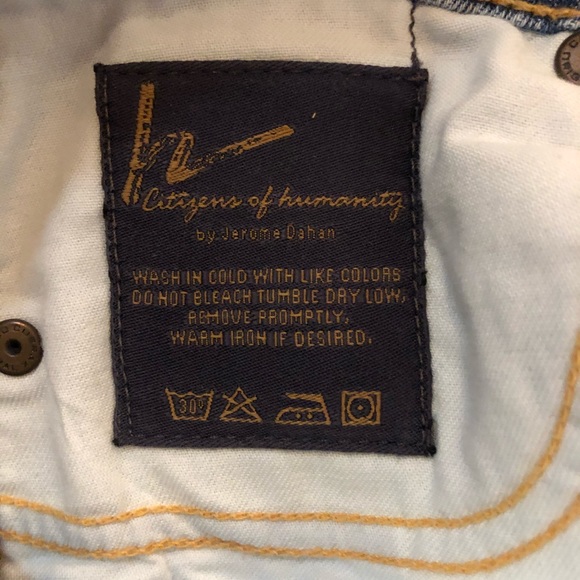 Citizens of humanity
by Jerome Dahan
WASH IN COLD WITH LIKE COLORS
DO NOT BLEACH TUMBLE DRY LOW,
REMOVE PROMPTLY,
WARM IRON IF DESIRED.
30°